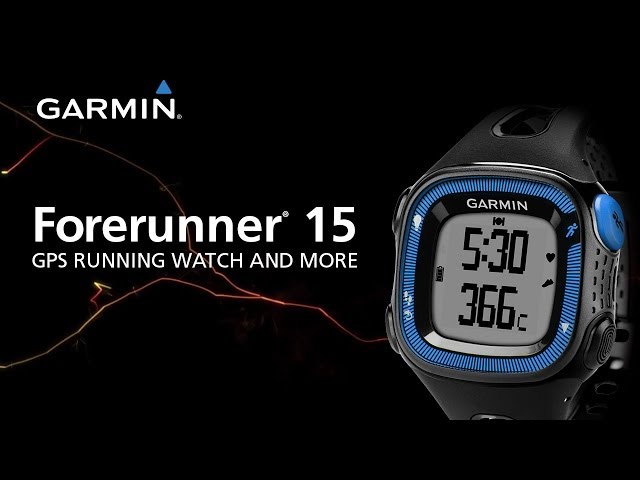 GARMIN®
Forerunner® 15
GPS RUNNING WATCH AND MORE
GARMIN
5:30
366c